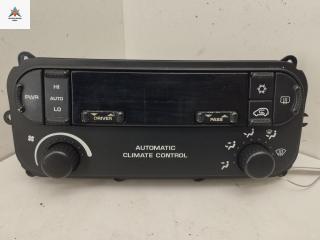 HI
PWR
AUTO
LO
DRIVER
PASS
AUTOMATIC
CLIMATE CONTROL